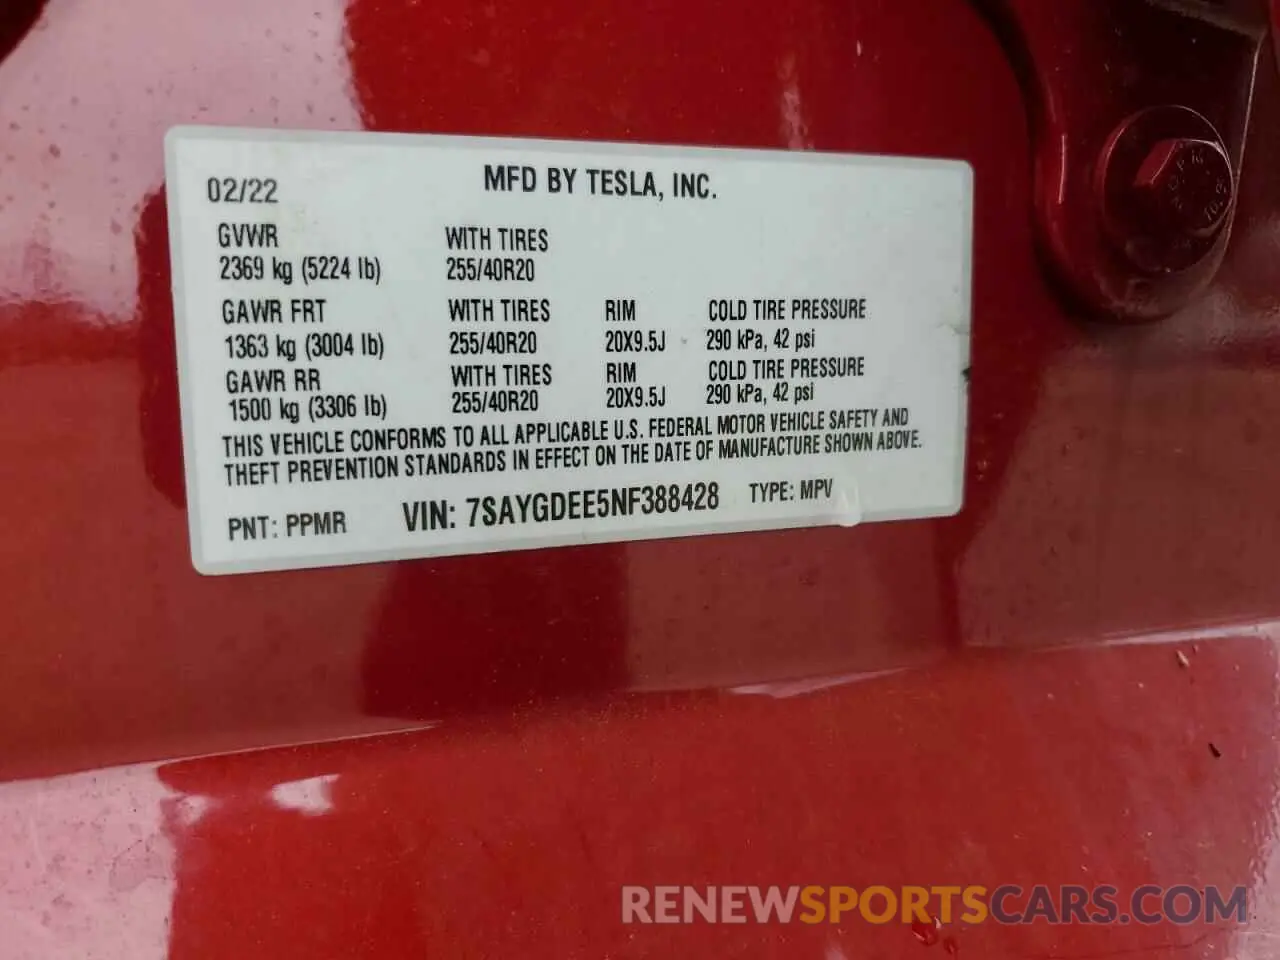 02/22 MFD BY TESLA, INC.
GVWR WITH TIRES
2369 kg (5224 lb) 255/40R20
GAWR FRT WITH TIRES RIM COLD TIRE PRESSURE
1363 kg (3004 lb) 255/40R20 20X9.5J 290 kPa, 42 psi
GAWR RR WITH TIRES RIM COLD TIRE PRESSURE
1500 kg (3306 lb) 255/40R20 20X9.5J 290 kPa, 42 psi
THIS VEHICLE CONFORMS TO ALL APPLICABLE U.S. FEDERAL MOTOR VEHICLE SAFETY AND
THEFT PREVENTION STANDARDS IN EFFECT ON THE DATE OF MANUFACTURE SHOWN ABOVE.
PNT: PPMR VIN: 7SAYGDEE5NF388428 TYPE: MPV
RENEWSPORTSCARS.COM